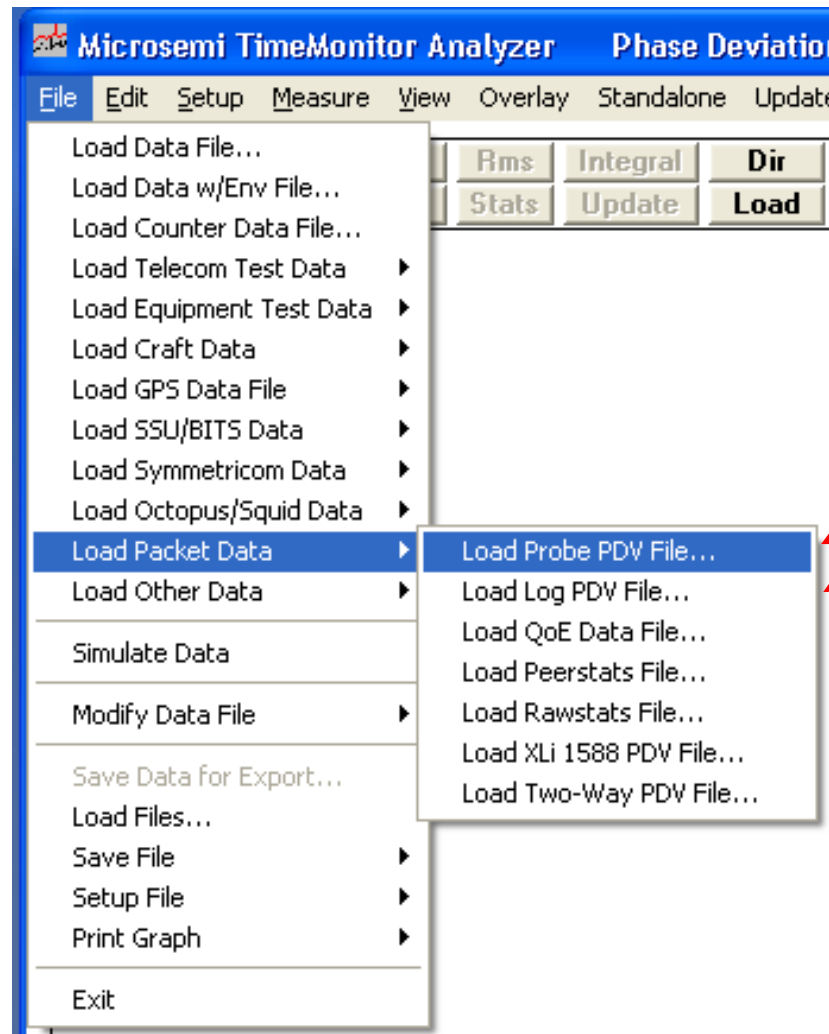 Microsemi TimeMonitor Analyzer Phase Deviation
File Edit Setup Measure View Overlay Standalone Update
Rms Integral Dir
Stats Update Load
Load Data File...
Load Data w/Env File...
Load Counter Data File...
Load Telecom Test Data
Load Equipment Test Data
Load Craft Data
Load GPS Data File
Load SSU/BITS Data
Load Symmetricom Data
Load Octopus/Squid Data
Load Packet Data
Load Other Data
Simulate Data
Modify Data File
Save Data for Export...
Load Files...
Save File
Setup File
Print Graph
Exit
Load Probe PDV File...
Load Log PDV File...
Load QoE Data File...
Load Peerstats File...
Load Rawstats File...
Load XLi 1588 PDV File...
Load Two-Way PDV File...